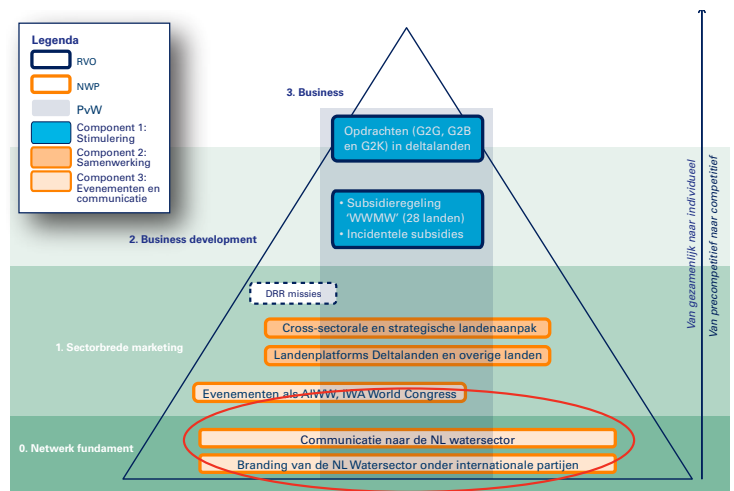 Legenda
RVO
NWP
PvW
Component 1:
Stimulering
Component 2:
Samenwerking
Component 3:
Evenementen en
communicatie
3. Business
Opdrachten (G2G, G2B
en G2K) in deltalanden
• Subsidieregeling
‘WWMW’ (28 landen)
• Incidentele subsidies
2. Business development
DRR missies
Cross-sectorale en strategische landenaanpak
1. Sectorbrede marketing
Landenplatforms Deltalanden en overige landen
Evenementen als AIWW, IWA World Congress
Communicatie naar de NL watersector
0. Netwerk fundament
Branding van de NL Watersector onder internationale partijen
Van gezamenlijk naar individueel
Van precompetitief naar competitief